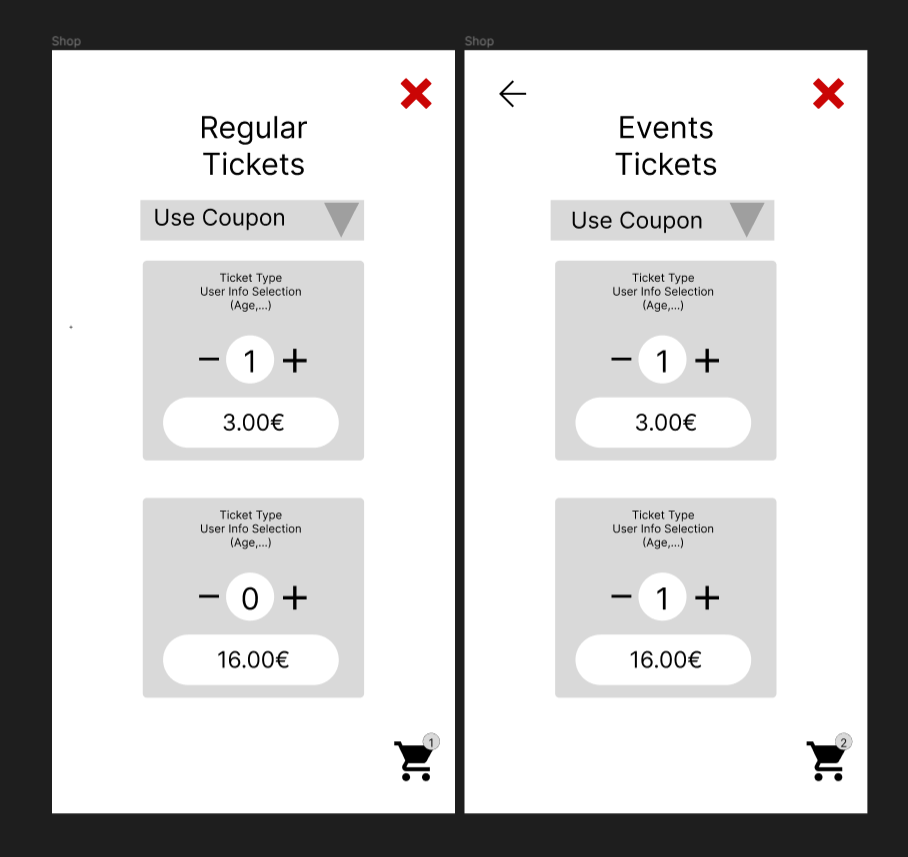 Shop
Regular
Tickets
Use Coupon
Ticket Type
User Info Selection
(Age,...)
− 1 +
3.00€
Ticket Type
User Info Selection
(Age,...)
− 0 +
16.00€
1
Shop
Events
Tickets
Use Coupon
Ticket Type
User Info Selection
(Age,...)
− 1 +
3.00€
Ticket Type
User Info Selection
(Age,...)
− 1 +
16.00€
2